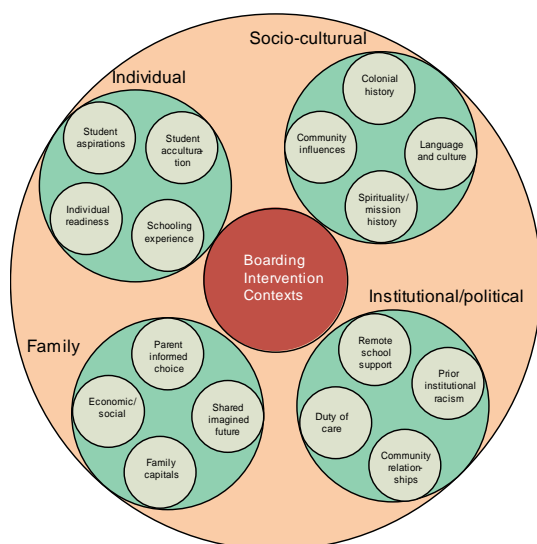 Socio-culturual
Individual
Colonial
history
Student
aspirations
Student
accultura-
tion
Community
influences
Language
and culture
Individual
readiness
Schooling
experience
Spirituality/
mission
history
Boarding
Intervention
Contexts
Institutional/political
Family
Parent
informed
choice
Remote
school
support
Prior
institutional
racism
Economic/
social
Shared
imagined
future
Duty of
care
Family
capitals
Community
relation-
ships